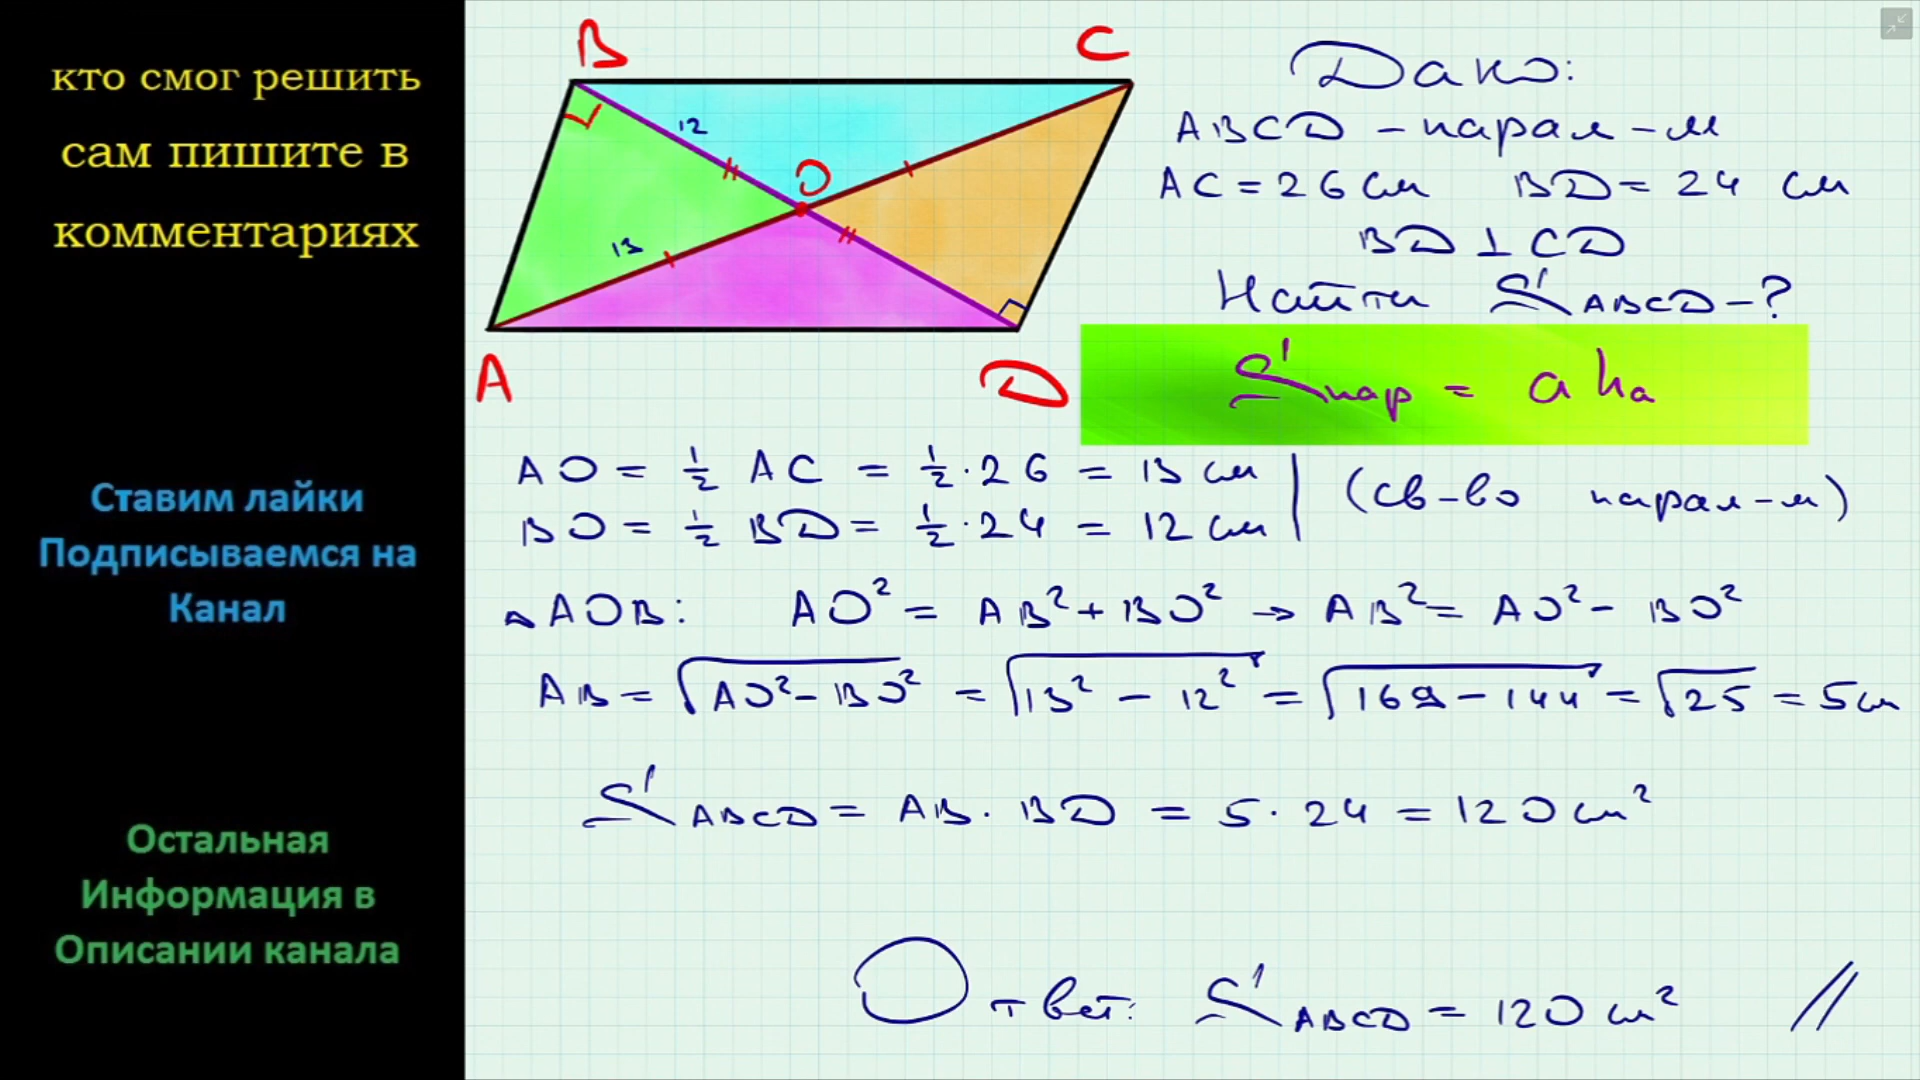 кто смог решить
сам пишите в
комментариях
Ставим лайки
Подписываемся на
Канал
Остальная
Информация в
Описании канала
B
C
12
O
13
A
D
Дано:
ABCD - парал-м
AC = 26 см BD = 24 см
BD ⊥ CD
Найти S ABCD - ?
Sпар = a hₐ
AO = 1/2 AC = 1/2 · 26 = 13 см
BO = 1/2 BD = 1/2 · 24 = 12 см
(св-во парал-м)
△AOB: AO² = AB² + BO² → AB² = AO² - BO²
AB = √(AO² - BO²) = √(13² - 12²) = √(169 - 144) = √25 = 5 см
S ABCD = AB · BD = 5 · 24 = 120 см²
Ответ: S ABCD = 120 см²